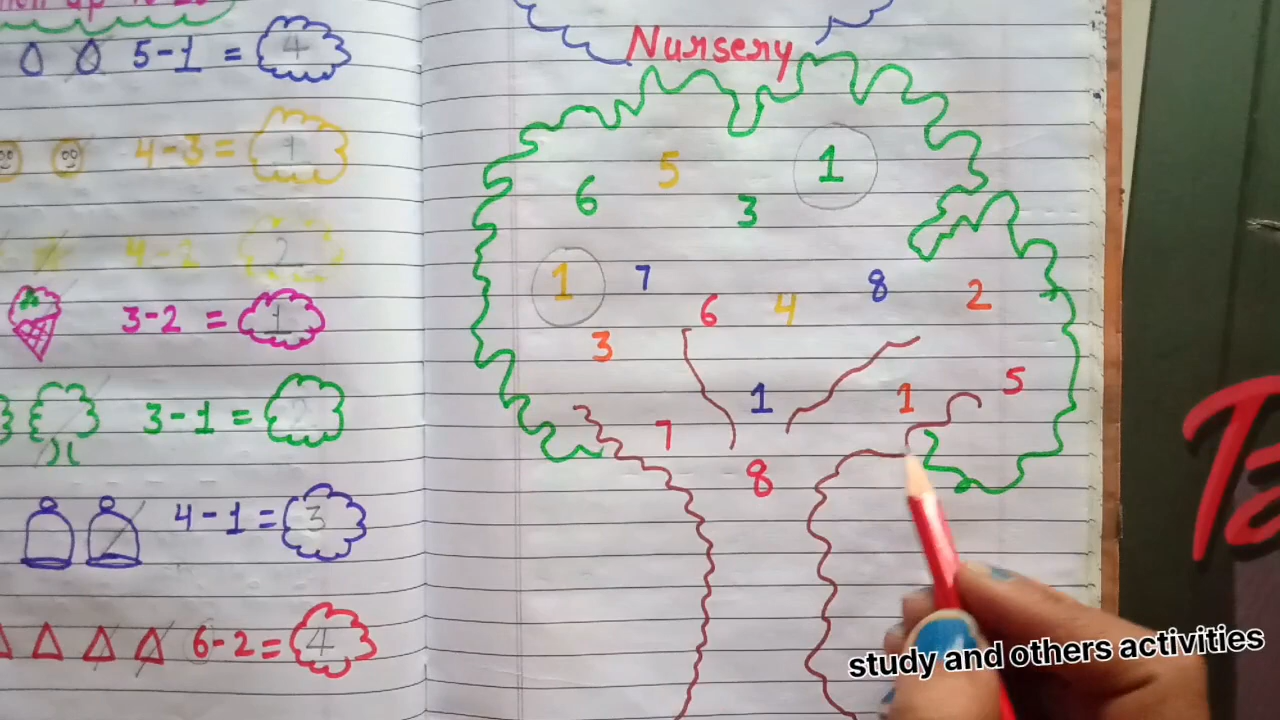 5-1 = 4
4-3 = 1
4-2 2
3-2 = 1
3-1 = 2
4-1 = 3
6-2 = 4
Nursery
5 1
6 3
1 7 8
6 4 2
3
1 1 5
7
8
study and others activities